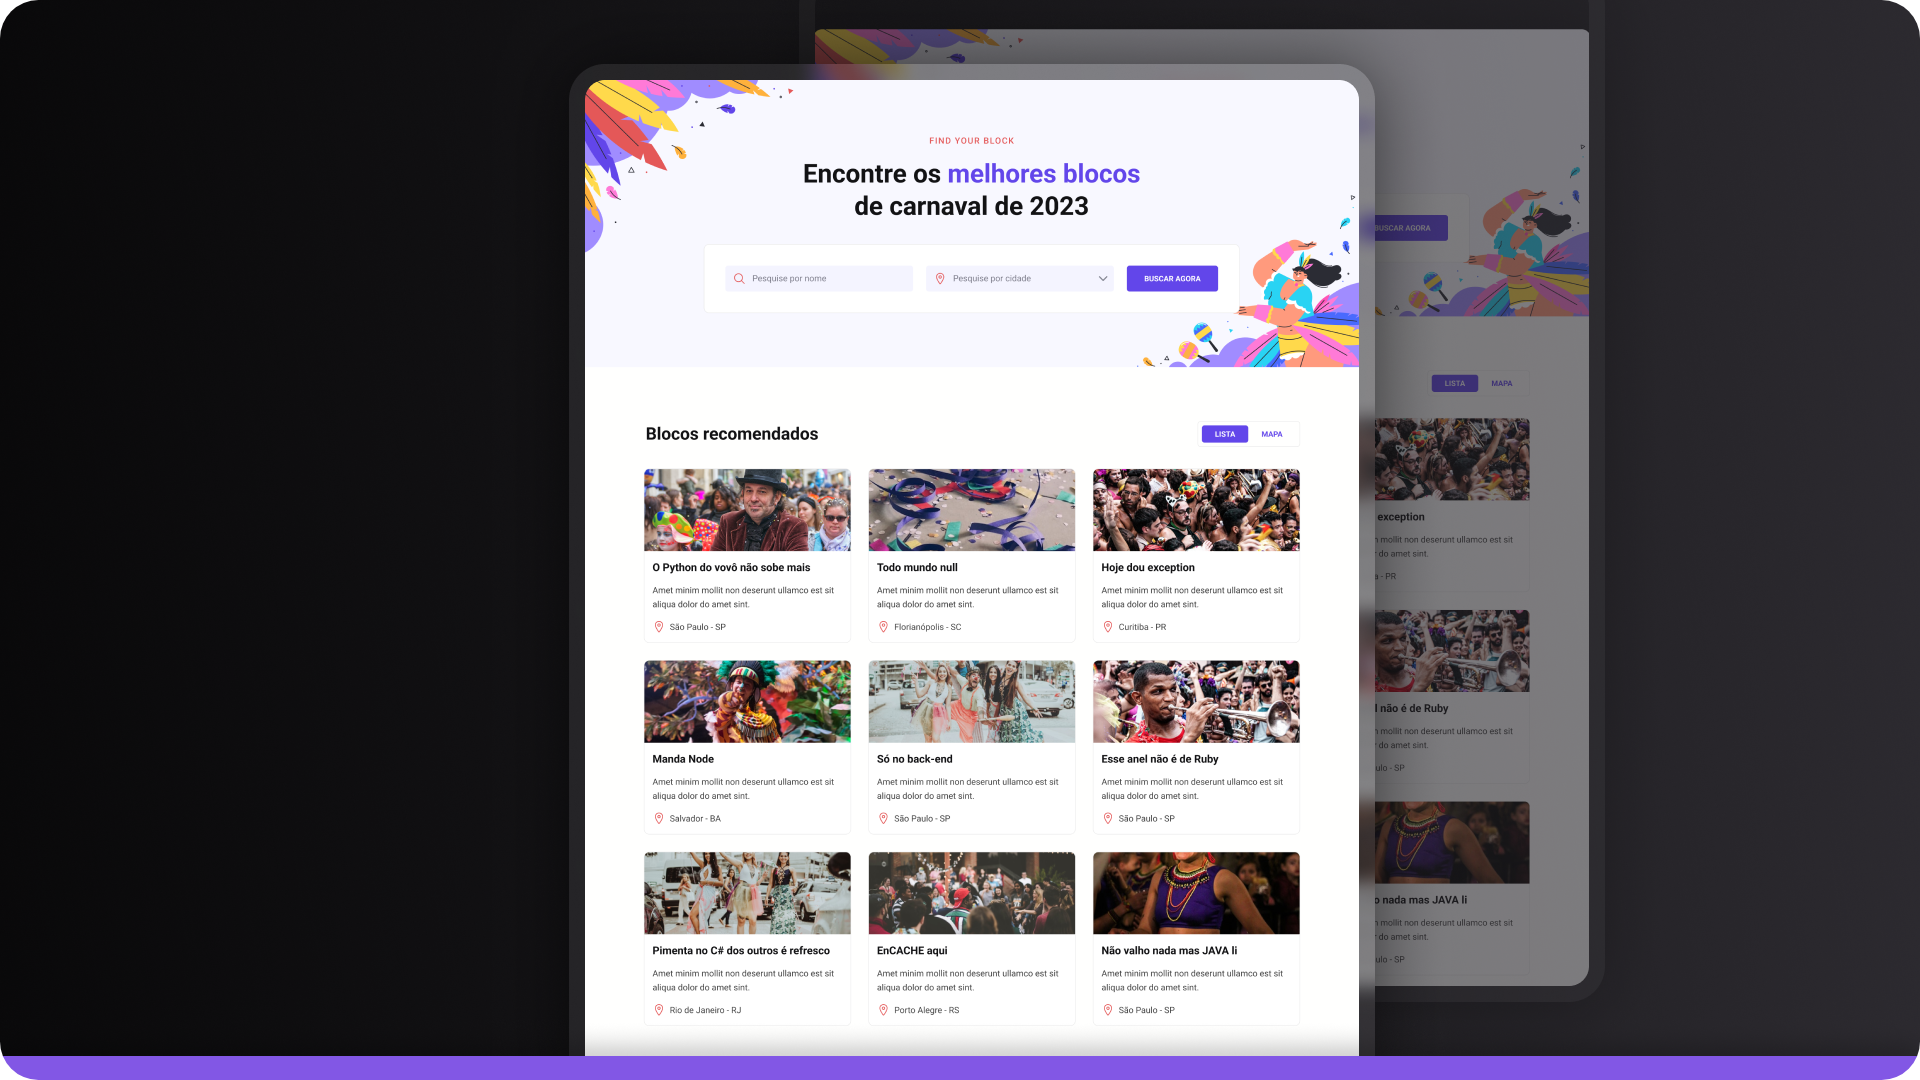 FIND YOUR BLOCK
Encontre os melhores blocos
de carnaval de 2023
Pesquise por nome
Pesquise por cidade
BUSCAR AGORA
Blocos recomendados
LISTA
MAPA
O Python do vovô não sobe mais
Amet minim mollit non deserunt ullamco est sit
aliqua dolor do amet sint.
São Paulo - SP
Todo mundo null
Amet minim mollit non deserunt ullamco est sit
aliqua dolor do amet sint.
Florianópolis - SC
Hoje dou exception
Amet minim mollit non deserunt ullamco est sit
aliqua dolor do amet sint.
Curitiba - PR
Manda Node
Amet minim mollit non deserunt ullamco est sit
aliqua dolor do amet sint.
Salvador - BA
Só no back-end
Amet minim mollit non deserunt ullamco est sit
aliqua dolor do amet sint.
São Paulo - SP
Esse anel não é de Ruby
Amet minim mollit non deserunt ullamco est sit
aliqua dolor do amet sint.
São Paulo - SP
Pimenta no C# dos outros é refresco
Amet minim mollit non deserunt ullamco est sit
aliqua dolor do amet sint.
Rio de Janeiro - RJ
EnCACHE aqui
Amet minim mollit non deserunt ullamco est sit
aliqua dolor do amet sint.
Porto Alegre - RS
Não valho nada mas JAVA li
Amet minim mollit non deserunt ullamco est sit
aliqua dolor do amet sint.
São Paulo - SP
BUSCAR AGORA
LISTA
MAPA
exception
mollit non deserunt ullamco est sit
do amet sint.
- PR
não é de Ruby
mollit non deserunt ullamco est sit
do amet sint.
- SP
nada mas JAVA li
mollit non deserunt ullamco est sit
do amet sint.
- SP